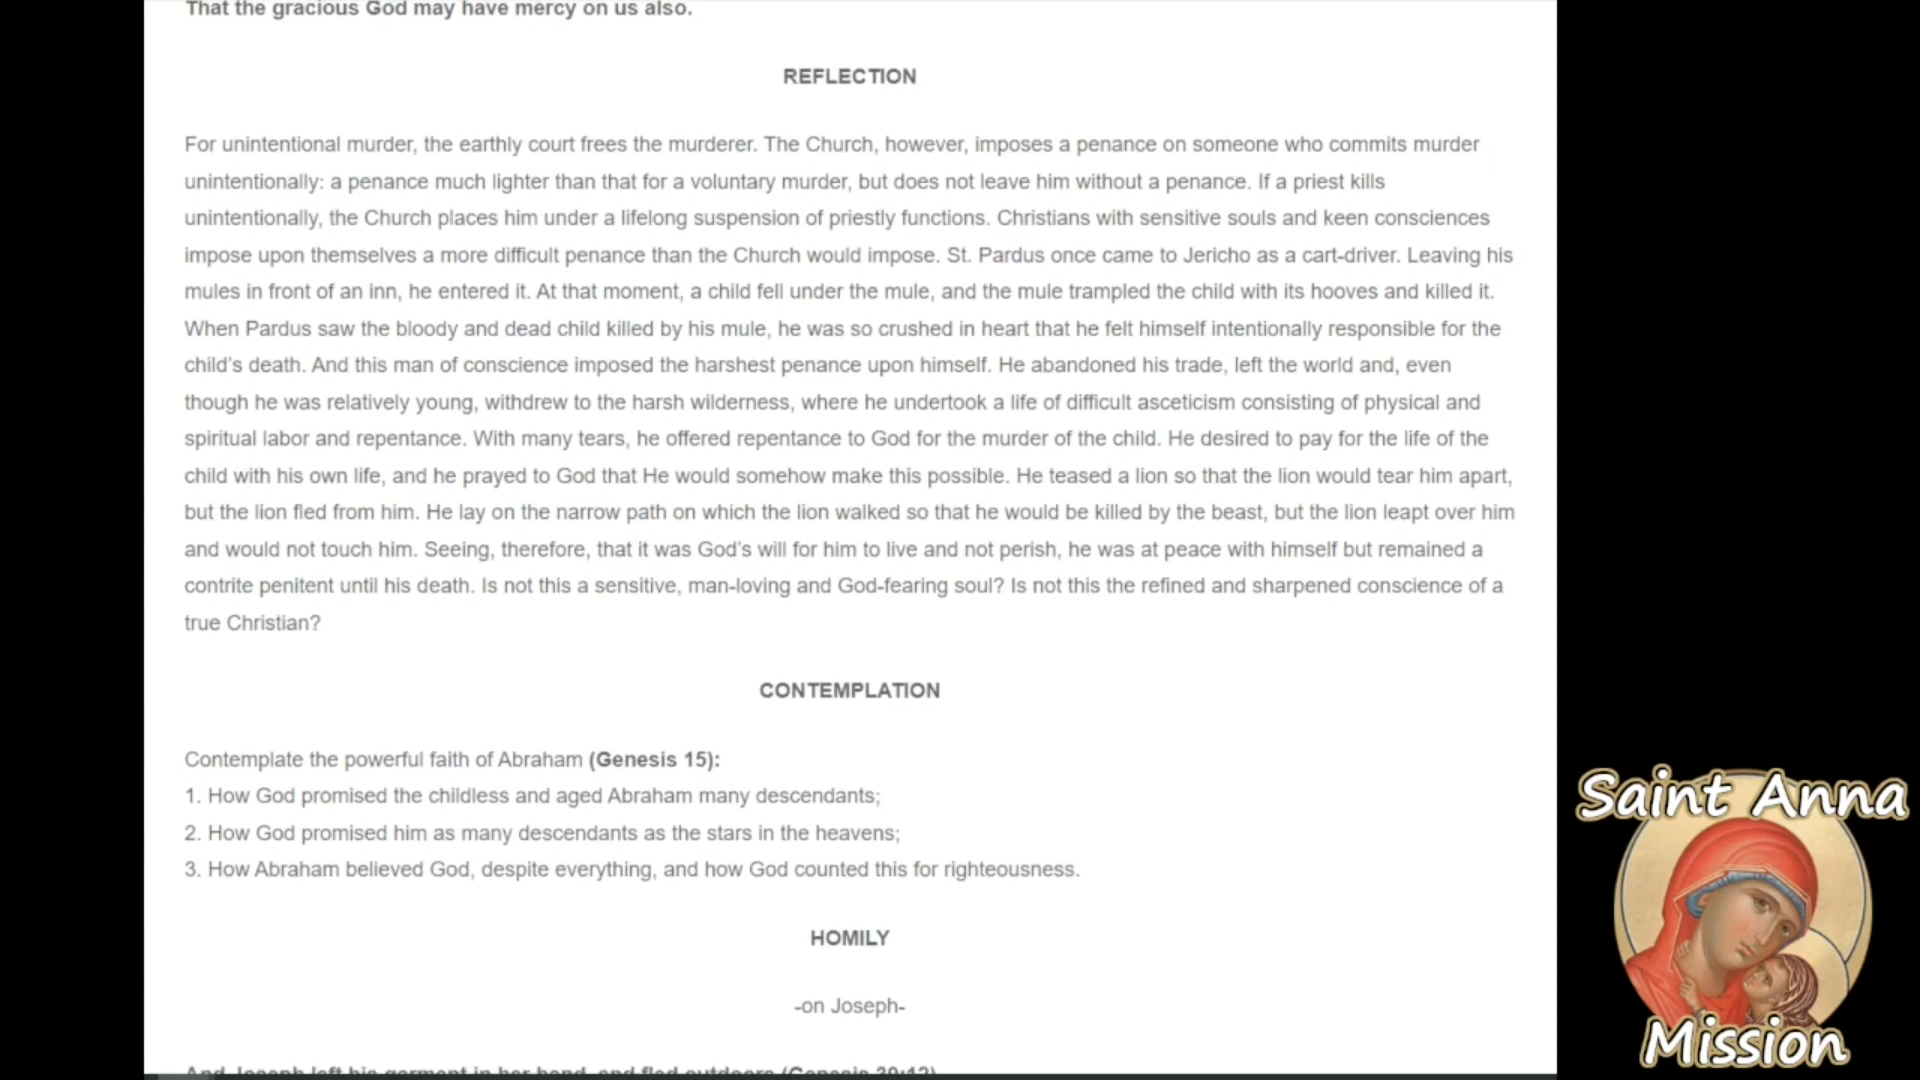 That the gracious God may have mercy on us also.
REFLECTION
For unintentional murder, the earthly court frees the murderer. The Church, however, imposes a penance on someone who commits murder
unintentionally: a penance much lighter than that for a voluntary murder, but does not leave him without a penance. If a priest kills
unintentionally, the Church places him under a lifelong suspension of priestly functions. Christians with sensitive souls and keen consciences
impose upon themselves a more difficult penance than the Church would impose. St. Pardus once came to Jericho as a cart-driver. Leaving his
mules in front of an inn, he entered it. At that moment, a child fell under the mule, and the mule trampled the child with its hooves and killed it.
When Pardus saw the bloody and dead child killed by his mule, he was so crushed in heart that he felt himself intentionally responsible for the
child's death. And this man of conscience imposed the harshest penance upon himself. He abandoned his trade, left the world and, even
though he was relatively young, withdrew to the harsh wilderness, where he undertook a life of difficult asceticism consisting of physical and
spiritual labor and repentance. With many tears, he offered repentance to God for the murder of the child. He desired to pay for the life of the
child with his own life, and he prayed to God that He would somehow make this possible. He teased a lion so that the lion would tear him apart,
but the lion fled from him. He lay on the narrow path on which the lion walked so that he would be killed by the beast, but the lion leapt over him
and would not touch him. Seeing, therefore, that it was God's will for him to live and not perish, he was at peace with himself but remained a
contrite penitent until his death. Is not this a sensitive, man-loving and God-fearing soul? Is not this the refined and sharpened conscience of a
true Christian?
CONTEMPLATION
Contemplate the powerful faith of Abraham (Genesis 15):
1. How God promised the childless and aged Abraham many descendants;
2. How God promised him as many descendants as the stars in the heavens;
3. How Abraham believed God, despite everything, and how God counted this for righteousness.
HOMILY
-on Joseph-
And Joseph left his garment in her hand, and fled outdoors (Genesis 39:12)
Saint Anna
Mission